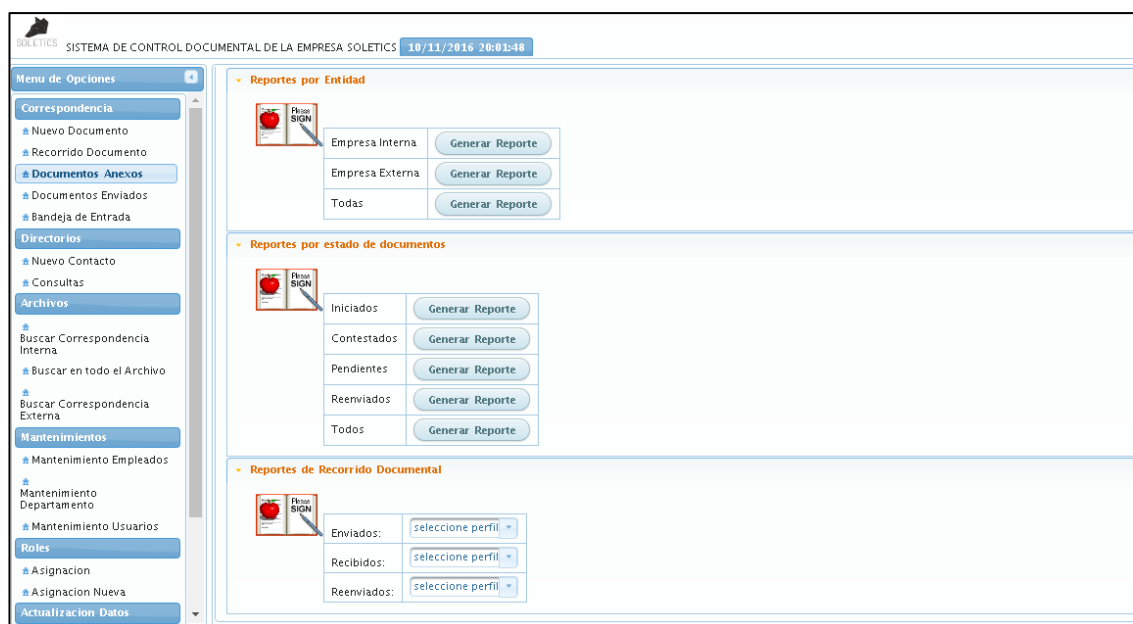 SOLETICS
SISTEMA DE CONTROL DOCUMENTAL DE LA EMPRESA SOLETICS 10/11/2016 20:01:48
Menu de Opciones
Correspondencia
Nuevo Documento
Recorrido Documento
Documentos Anexos
Documentos Enviados
Bandeja de Entrada
Directorios
Nuevo Contacto
Consultas
Archivos
Buscar Correspondencia
Interna
Buscar en todo el Archivo
Buscar Correspondencia
Externa
Mantenimientos
Mantenimiento Empleados
Mantenimiento
Departamento
Mantenimiento Usuarios
Roles
Asignacion
Asignacion Nueva
Actualizacion Datos
Reportes por Entidad
Please
SIGN
Empresa Interna Generar Reporte
Empresa Externa Generar Reporte
Todas Generar Reporte
Reportes por estado de documentos
Please
SIGN
Iniciados Generar Reporte
Contestados Generar Reporte
Pendientes Generar Reporte
Reenviados Generar Reporte
Todos Generar Reporte
Reportes de Recorrido Documental
Please
SIGN
Enviados: seleccione perfil
Recibidos: seleccione perfil
Reenviados: seleccione perfil